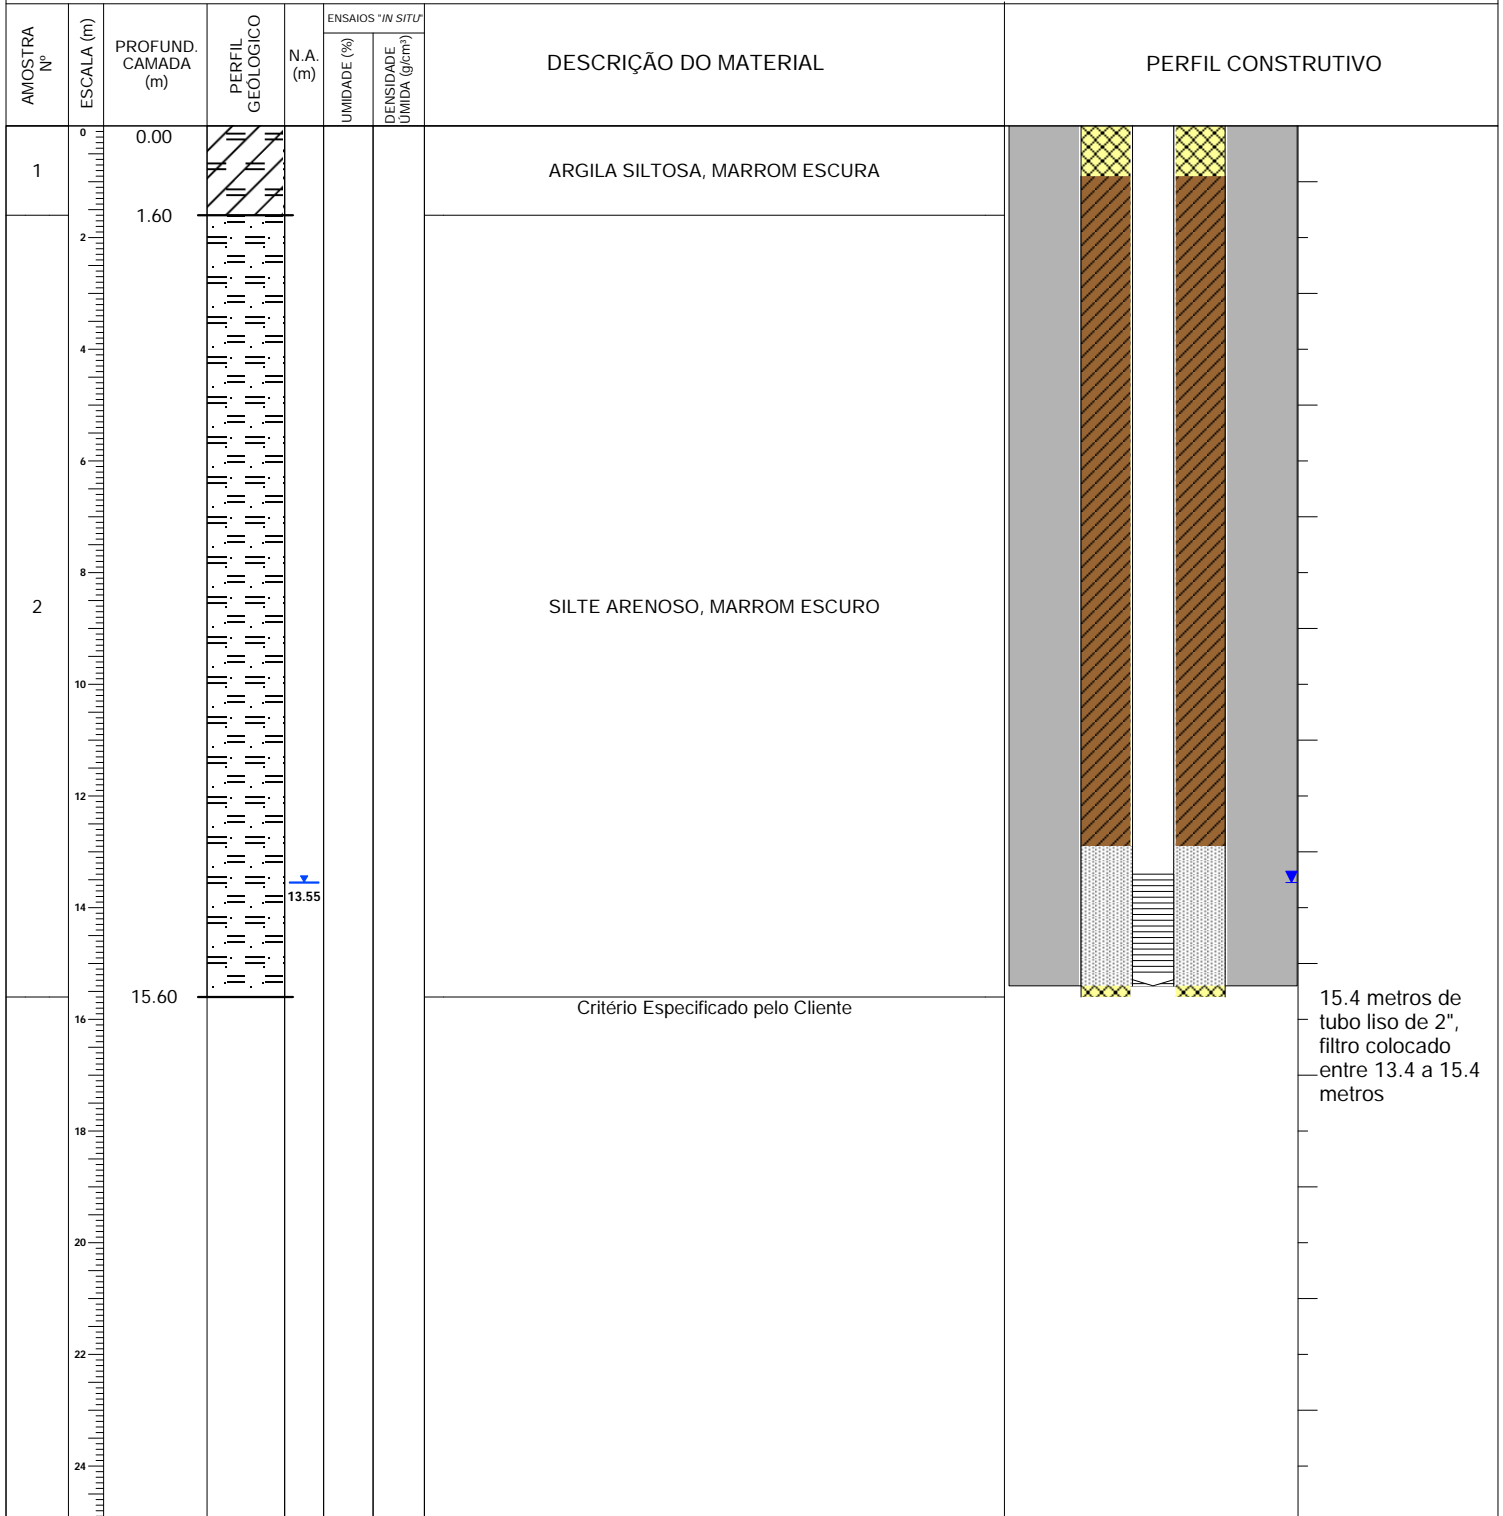 AMOSTRA Nº
ESCALA (m)
PROFUND. CAMADA (m)
PERFIL GEÓLOGICO
N.A. (m)
ENSAIOS "IN SITU"
UMIDADE (%)
DENSIDADE ÚMIDA (g/cm³)
DESCRIÇÃO DO MATERIAL
PERFIL CONSTRUTIVO
0
0.00
1
ARGILA SILTOSA, MARROM ESCURA
1.60
2
4
6
8
2
SILTE ARENOSO, MARROM ESCURO
10
12
13.55
14
15.60
Critério Especificado pelo Cliente
15.4 metros de
tubo liso de 2",
filtro colocado
entre 13.4 a 15.4
metros
16
18
20
22
24